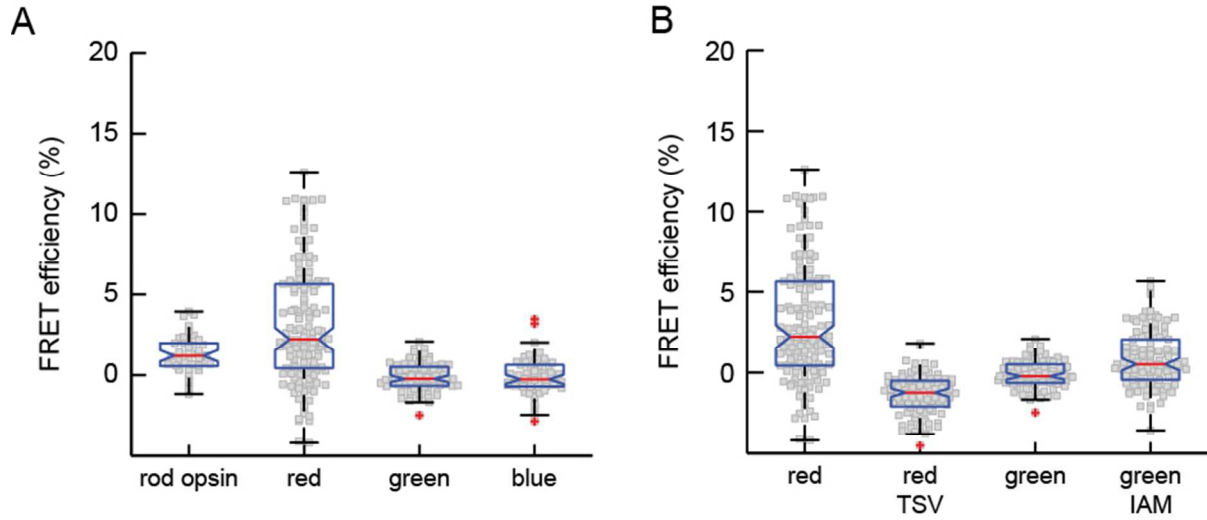 A
FRET efficiency (%)
20
15
10
5
0
rod opsin
red
green
blue
B
FRET efficiency (%)
20
15
10
5
0
red
red
TSV
green
green
IAM